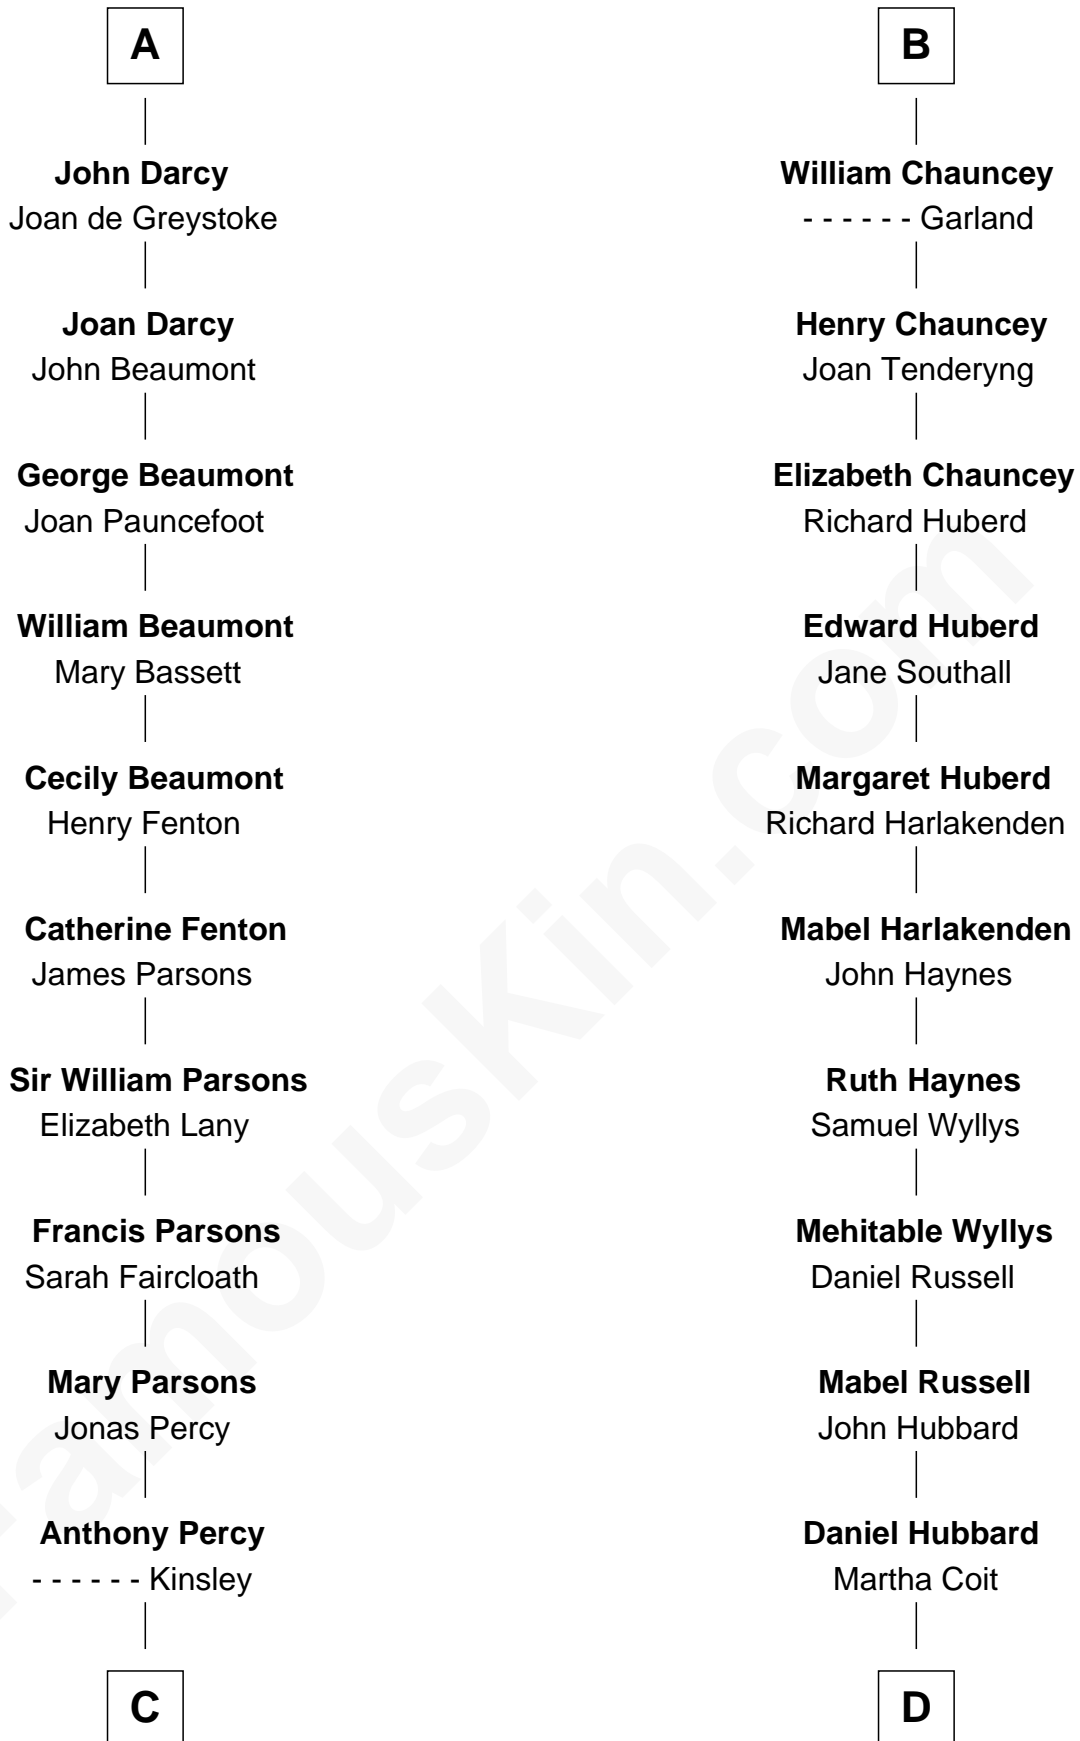 A
John Darcy
Joan de Greystoke
Joan Darcy
John Beaumont
George Beaumont
Joan Pauncefoot
William Beaumont
Mary Bassett
Cecily Beaumont
Henry Fenton
Catherine Fenton
James Parsons
Sir William Parsons
Elizabeth Lany
Francis Parsons
Sarah Faircloath
Mary Parsons
Jonas Percy
Anthony Percy
- - - - - - Kinsley
C
B
William Chauncey
- - - - - - Garland
Henry Chauncey
Joan Tenderyng
Elizabeth Chauncey
Richard Huberd
Edward Huberd
Jane Southall
Margaret Huberd
Richard Harlakenden
Mabel Harlakenden
John Haynes
Ruth Haynes
Samuel Wyllys
Mehitable Wyllys
Daniel Russell
Mabel Russell
John Hubbard
Daniel Hubbard
Martha Coit
D
FamousKin.com